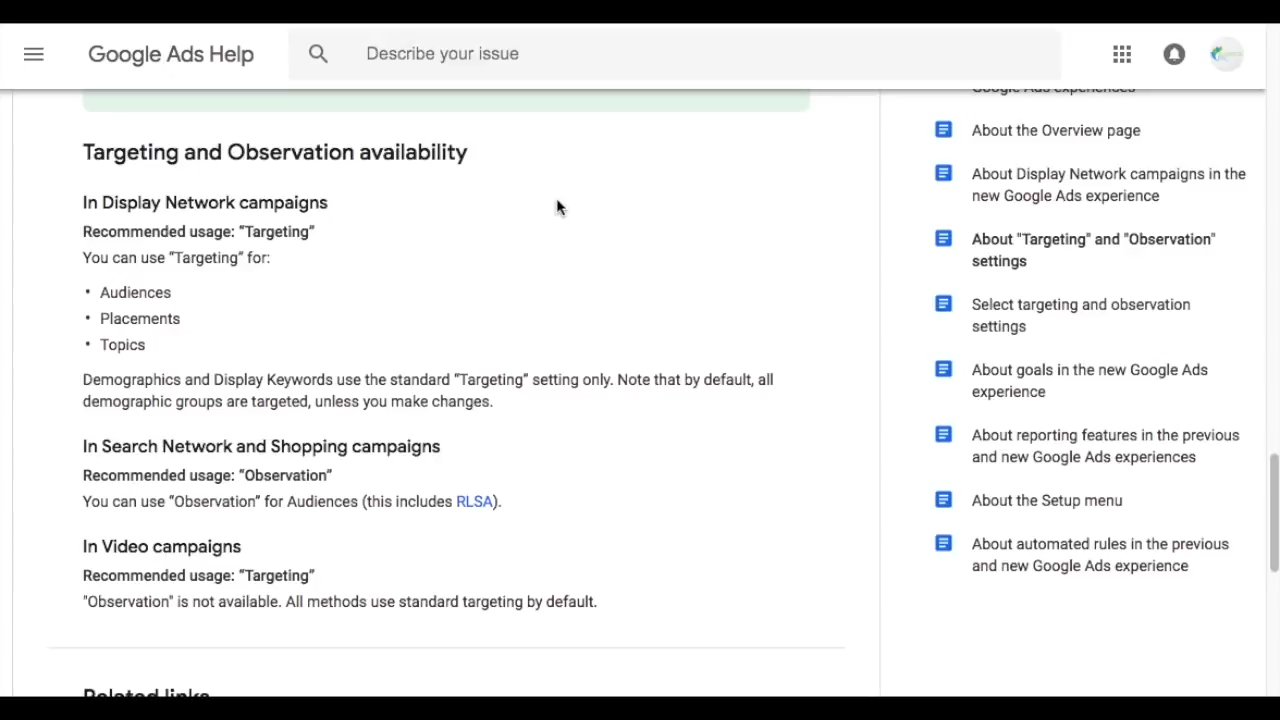 Google Ads Help
Describe your issue
Targeting and Observation availability
In Display Network campaigns
Recommended usage: “Targeting”
You can use “Targeting” for:
• Audiences
• Placements
• Topics
Demographics and Display Keywords use the standard “Targeting” setting only. Note that by default, all
demographic groups are targeted, unless you make changes.
In Search Network and Shopping campaigns
Recommended usage: “Observation”
You can use “Observation” for Audiences (this includes RLSA).
In Video campaigns
Recommended usage: “Targeting”
"Observation" is not available. All methods use standard targeting by default.
Related links
Google Ads experiences
About the Overview page
About Display Network campaigns in the
new Google Ads experience
About "Targeting" and "Observation"
settings
Select targeting and observation
settings
About goals in the new Google Ads
experience
About reporting features in the previous
and new Google Ads experiences
About the Setup menu
About automated rules in the previous
and new Google Ads experience